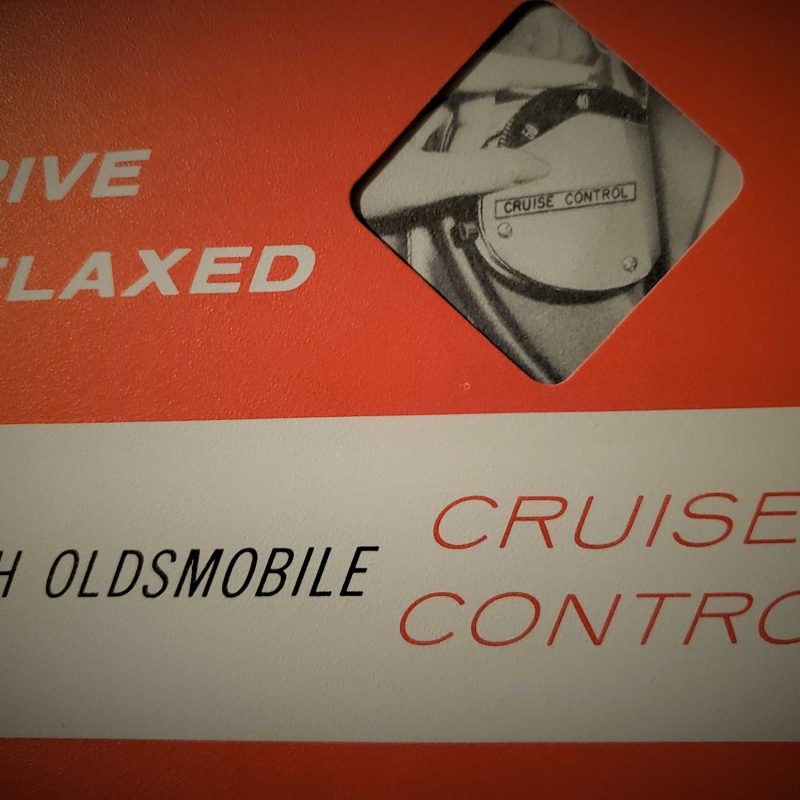 RIVE
ELAXED
CRUISE CONTROL
H OLDSMOBILE
CRUISE
CONTRO